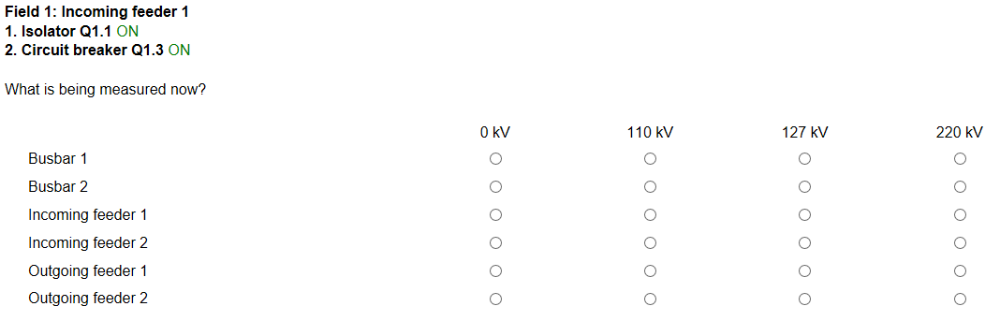 Field 1: Incoming feeder 1
1. Isolator Q1.1 ON
2. Circuit breaker Q1.3 ON
What is being measured now?
0 kV 110 kV 127 kV 220 kV
Busbar 1
Busbar 2
Incoming feeder 1
Incoming feeder 2
Outgoing feeder 1
Outgoing feeder 2